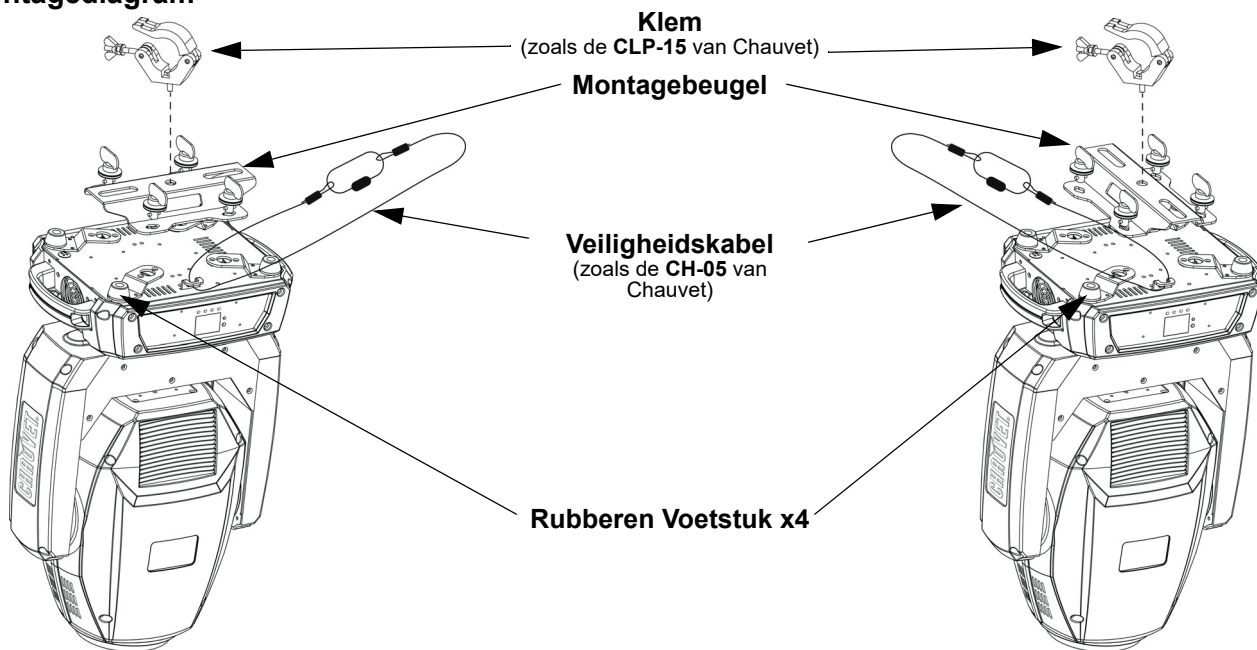 Klem
(zoals de CLP-15 van Chauvet)
Montagebeugel
Veiligheidskabel
(zoals de CH-05 van
Chauvet)
Rubberen Voetstuk x4
CHAUVET
CHAUVET